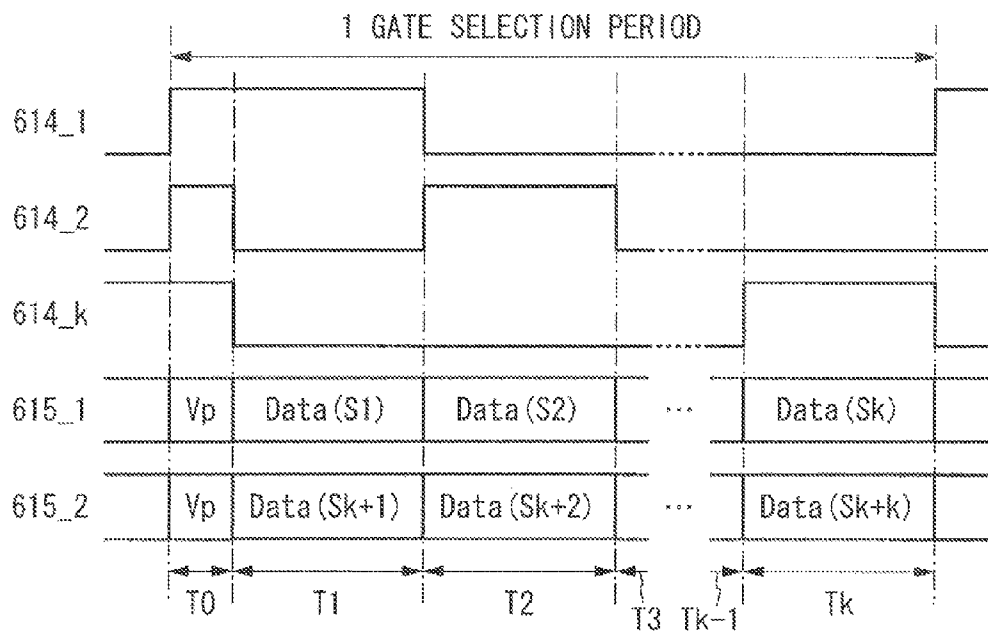 1 GATE SELECTION PERIOD
614_1
614_2
614_k
615_1 Vp Data(S1) Data(S2) ... Data(Sk)
615_2 Vp Data(Sk+1) Data(Sk+2) ... Data(Sk+k)
T0 T1 T2 T3 Tk-1 Tk